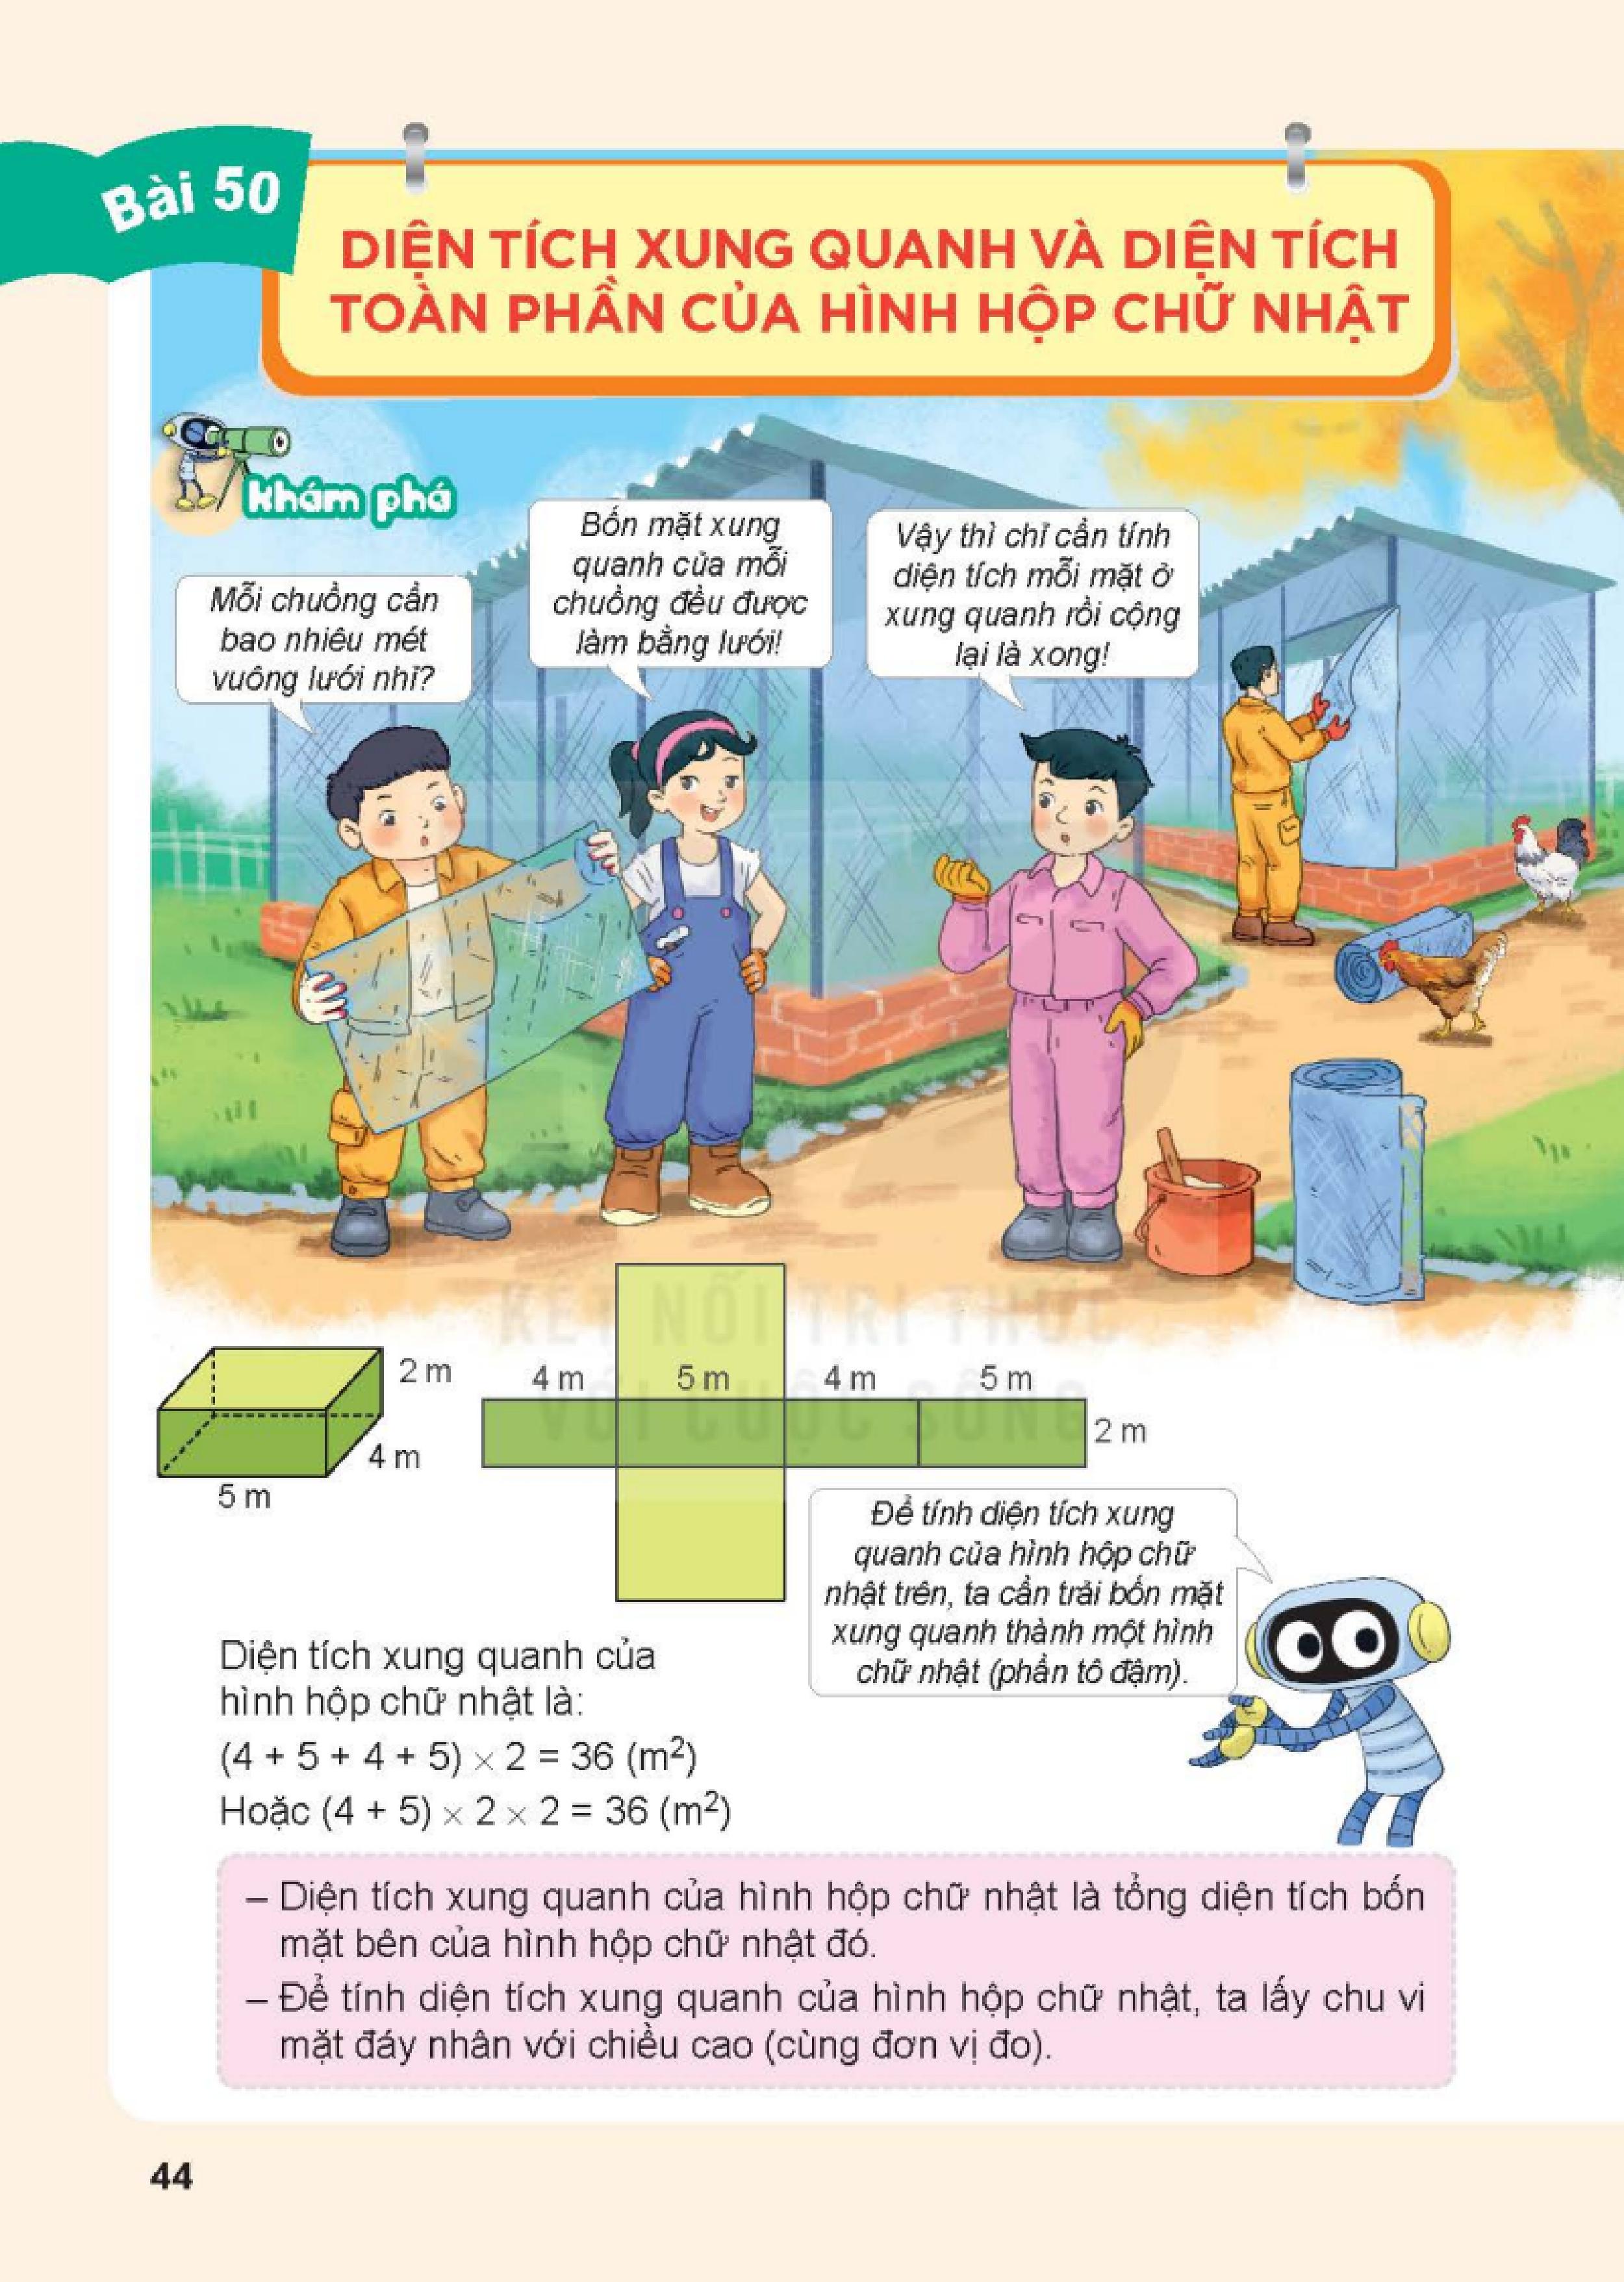 Bài 50
DIỆN TÍCH XUNG QUANH VÀ DIỆN TÍCH
TOÀN PHẦN CỦA HÌNH HỘP CHỮ NHẬT
Khám phá
Mỗi chuồng cần
bao nhiêu mét
vuông lưới nhỉ?
Bốn mặt xung
quanh của mỗi
chuồng đều được
làm bằng lưới!
Vậy thì chỉ cần tính
diện tích mỗi mặt ở
xung quanh rồi cộng
lại là xong!
KẾT NỐI TRI THỨC
VỚI CUỘC SỐNG
2 m
4 m
5 m
4 m
5 m
4 m
5 m
2 m
Để tính diện tích xung
quanh của hình hộp chữ
nhật trên, ta cần trải bốn mặt
xung quanh thành một hình
chữ nhật (phần tô đậm).
Diện tích xung quanh của
hình hộp chữ nhật là:
(4 + 5 + 4 + 5) × 2 = 36 (m²)
Hoặc (4 + 5) × 2 × 2 = 36 (m²)
– Diện tích xung quanh của hình hộp chữ nhật là tổng diện tích bốn
mặt bên của hình hộp chữ nhật đó.
– Để tính diện tích xung quanh của hình hộp chữ nhật, ta lấy chu vi
mặt đáy nhân với chiều cao (cùng đơn vị đo).
44